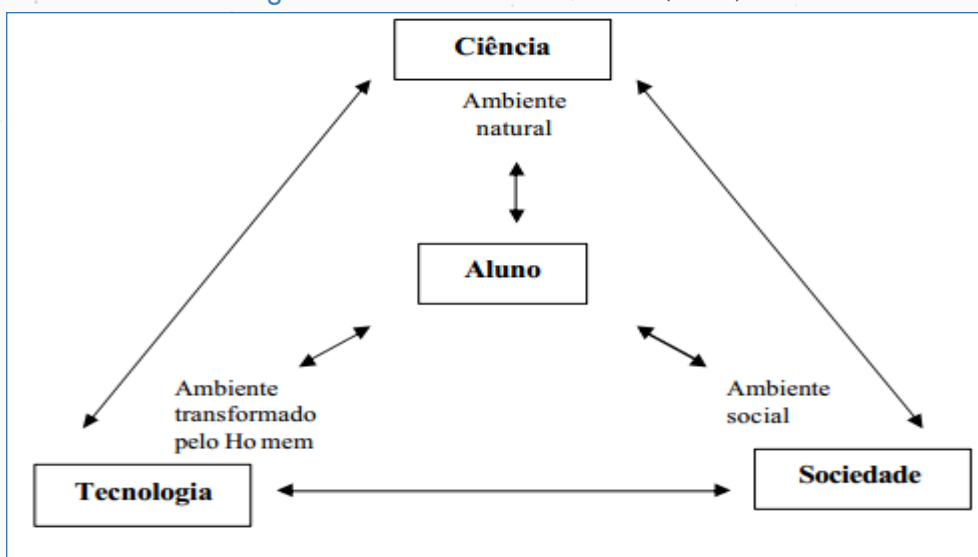 Ciência
Ambiente
natural
Aluno
Ambiente
transformado
pelo Ho mem
Ambiente
social
Tecnologia
Sociedade